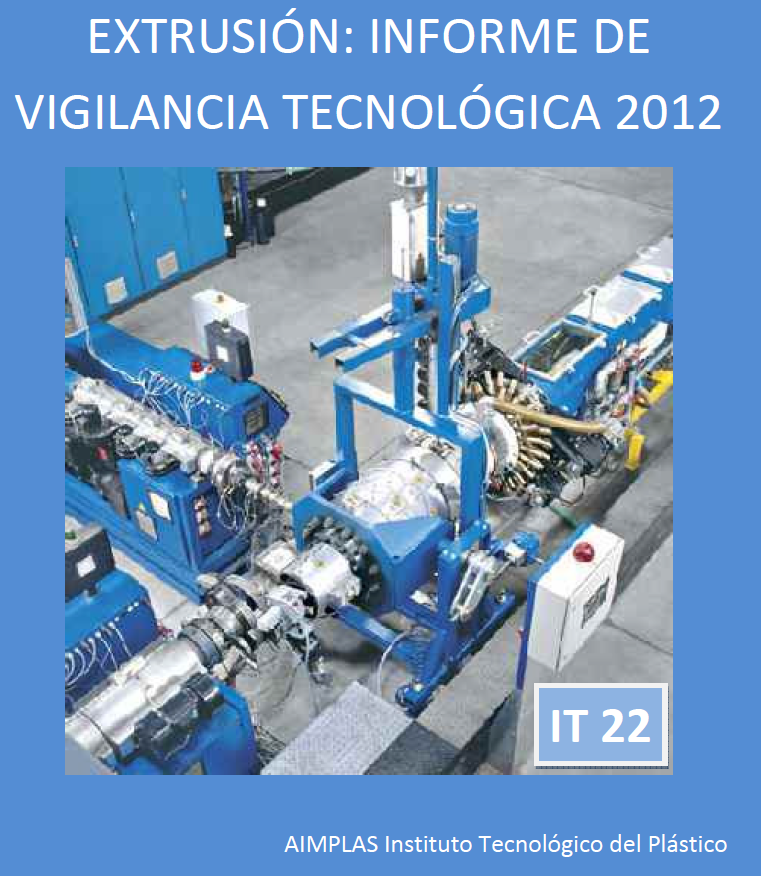 EXTRUSIÓN: INFORME DE
VIGILANCIA TECNOLÓGICA 2012
IT 22
AIMPLAS Instituto Tecnológico del Plástico